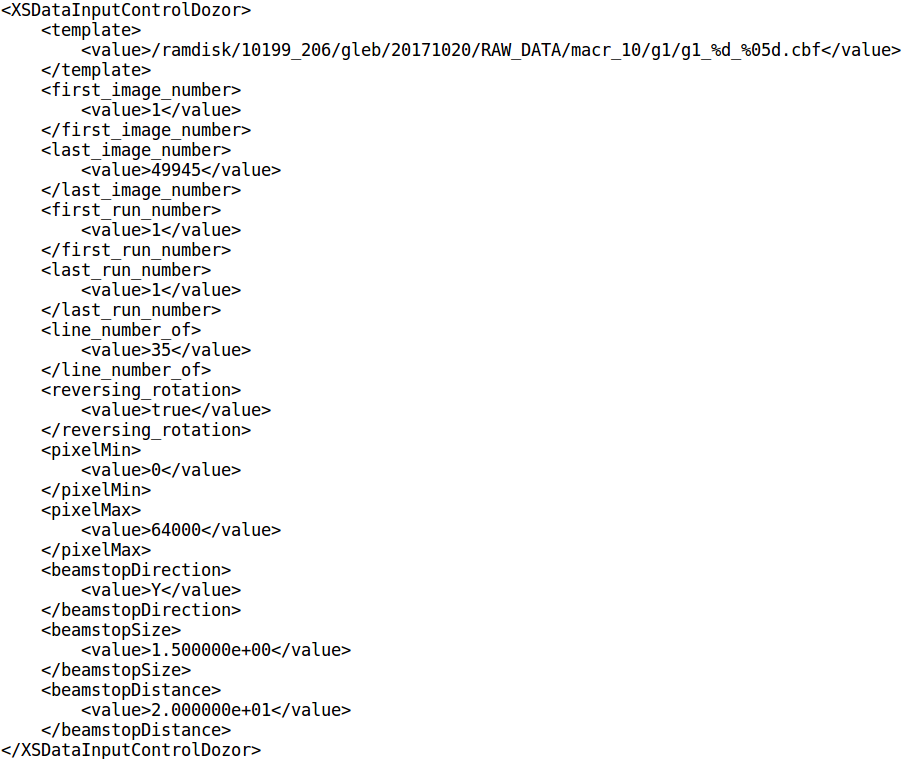 <XSDataInputControlDozor>
    <template>
        <value>/ramdisk/10199_206/gleb/20171020/RAW_DATA/macr_10/g1/g1_%d_%05d.cbf</value>
    </template>
    <first_image_number>
        <value>1</value>
    </first_image_number>
    <last_image_number>
        <value>49945</value>
    </last_image_number>
    <first_run_number>
        <value>1</value>
    </first_run_number>
    <last_run_number>
        <value>1</value>
    </last_run_number>
    <line_number_of>
        <value>35</value>
    </line_number_of>
    <reversing_rotation>
        <value>true</value>
    </reversing_rotation>
    <pixelMin>
        <value>0</value>
    </pixelMin>
    <pixelMax>
        <value>64000</value>
    </pixelMax>
    <beamstopDirection>
        <value>Y</value>
    </beamstopDirection>
    <beamstopSize>
        <value>1.500000e+00</value>
    </beamstopSize>
    <beamstopDistance>
        <value>2.000000e+01</value>
    </beamstopDistance>
</XSDataInputControlDozor>